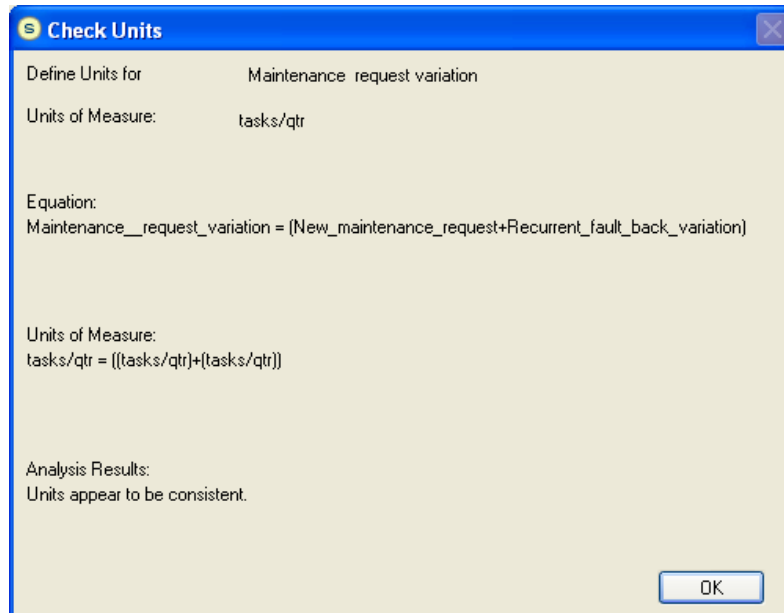 S Check Units
Define Units for Maintenance request variation
Units of Measure: tasks/qtr
Equation:
Maintenance__request_variation = (New_maintenance_request+Recurrent_fault_back_variation)
Units of Measure:
tasks/qtr = ((tasks/qtr)+(tasks/qtr))
Analysis Results:
Units appear to be consistent.
OK